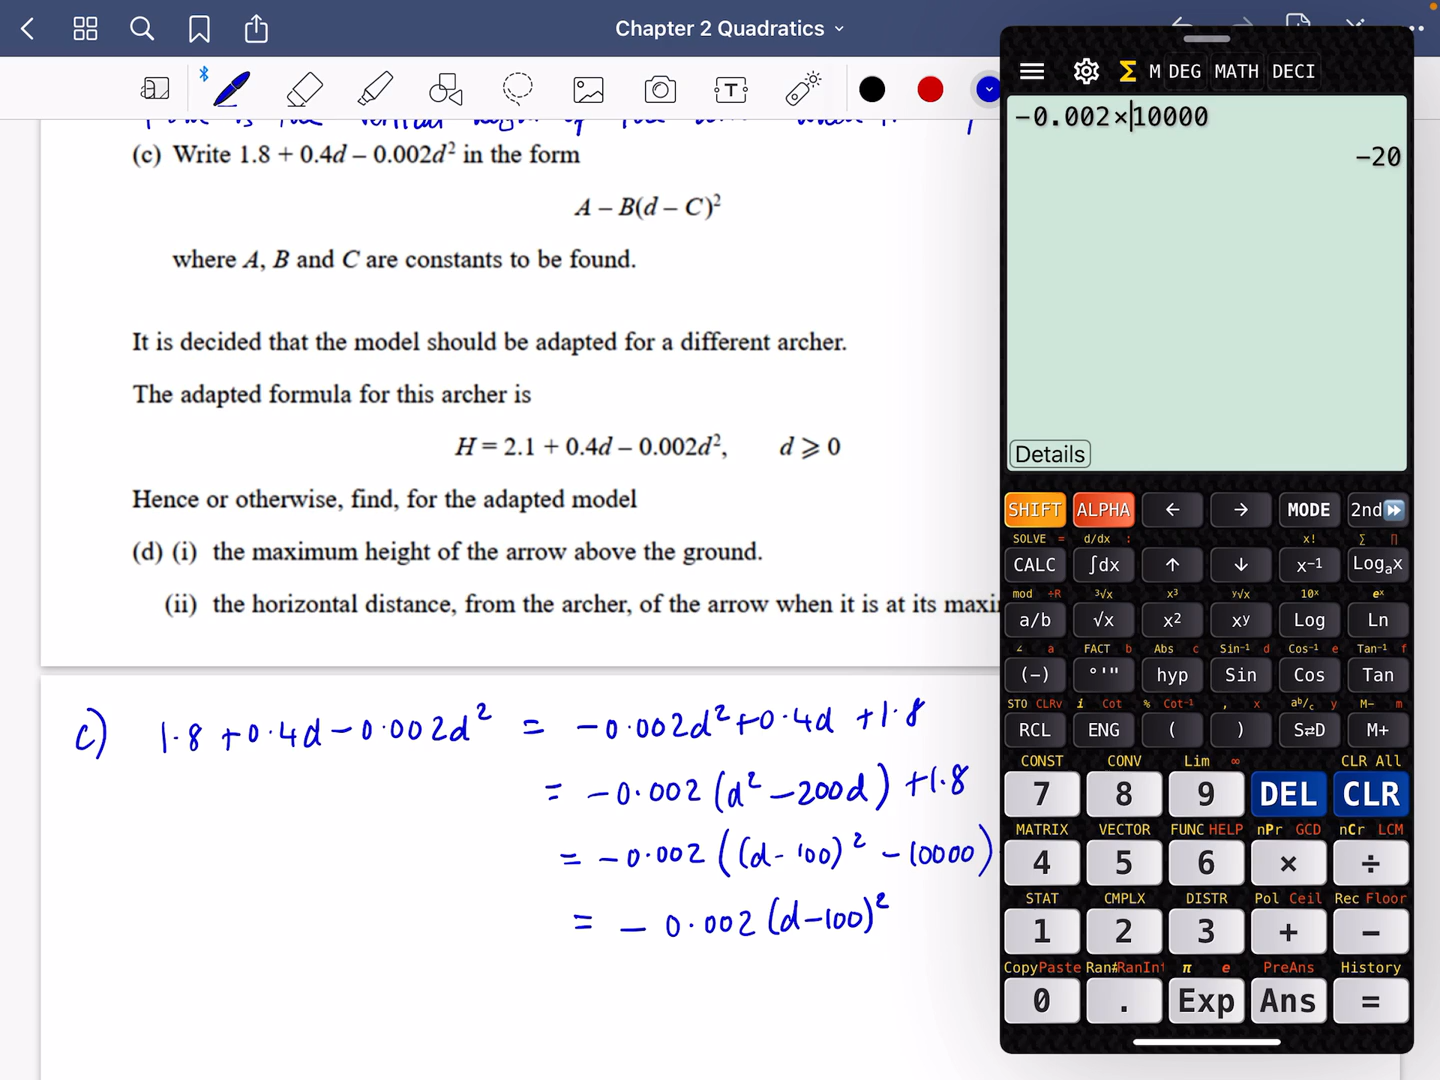 Chapter 2 Quadratics
(c) Write 1.8 + 0.4d – 0.002d² in the form
A – B(d – C)²
where A, B and C are constants to be found.
It is decided that the model should be adapted for a different archer.
The adapted formula for this archer is
H = 2.1 + 0.4d – 0.002d², d ⩾ 0
Hence or otherwise, find, for the adapted model
(d) (i) the maximum height of the arrow above the ground.
(ii) the horizontal distance, from the archer, of the arrow when it is at its
c) 1.8 + 0.4d – 0.002d² = –0.002d² + 0.4d + 1.8
= –0.002 (d² – 200d) + 1.8
= –0.002 ((d – 100)² – 10000)
= – 0.002 (d – 100)²
M DEG MATH DECI
−0.002×10000
−20
Details
SHIFT ALPHA ← → MODE 2nd
SOLVE = d/dx : x! ∑ ∏
CALC ∫dx ↑ ↓ x⁻¹ Logₐx
mod ÷R ³√x x³ ʸ√x 10ˣ eˣ
a/b √x x² xʸ Log Ln
∠ a FACT b Abs c Sin⁻¹ d Cos⁻¹ e Tan⁻¹ f
(−) °'" hyp Sin Cos Tan
STO CLRv i Cot % Cot⁻¹ , x aᵇ/c y M− m
RCL ENG ( ) S⇄D M+
CONST CONV Lim ∞ CLR All
7 8 9 DEL CLR
MATRIX VECTOR FUNC HELP nPr GCD nCr LCM
4 5 6 × ÷
STAT CMPLX DISTR Pol Ceil Rec Floor
1 2 3 + −
Copy Paste Ran# RanInt π e PreAns History
0 . Exp Ans =